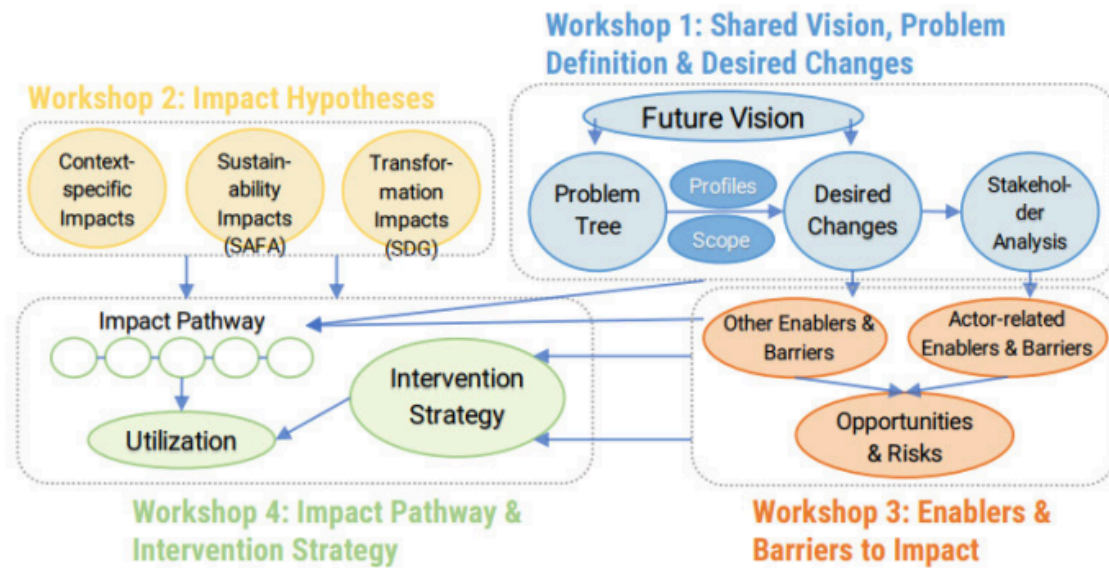 Workshop 1: Shared Vision, Problem
Definition & Desired Changes
Workshop 2: Impact Hypotheses
Context-
specific
Impacts
Sustain-
ability
Impacts
(SAFA)
Transfor-
mation
Impacts
(SDG)
Future Vision
Problem
Tree
Profiles
Scope
Desired
Changes
Stakehol-
der
Analysis
Impact Pathway
Utilization
Intervention
Strategy
Other Enablers &
Barriers
Actor-related
Enablers & Barriers
Opportunities
& Risks
Workshop 4: Impact Pathway &
Intervention Strategy
Workshop 3: Enablers &
Barriers to Impact